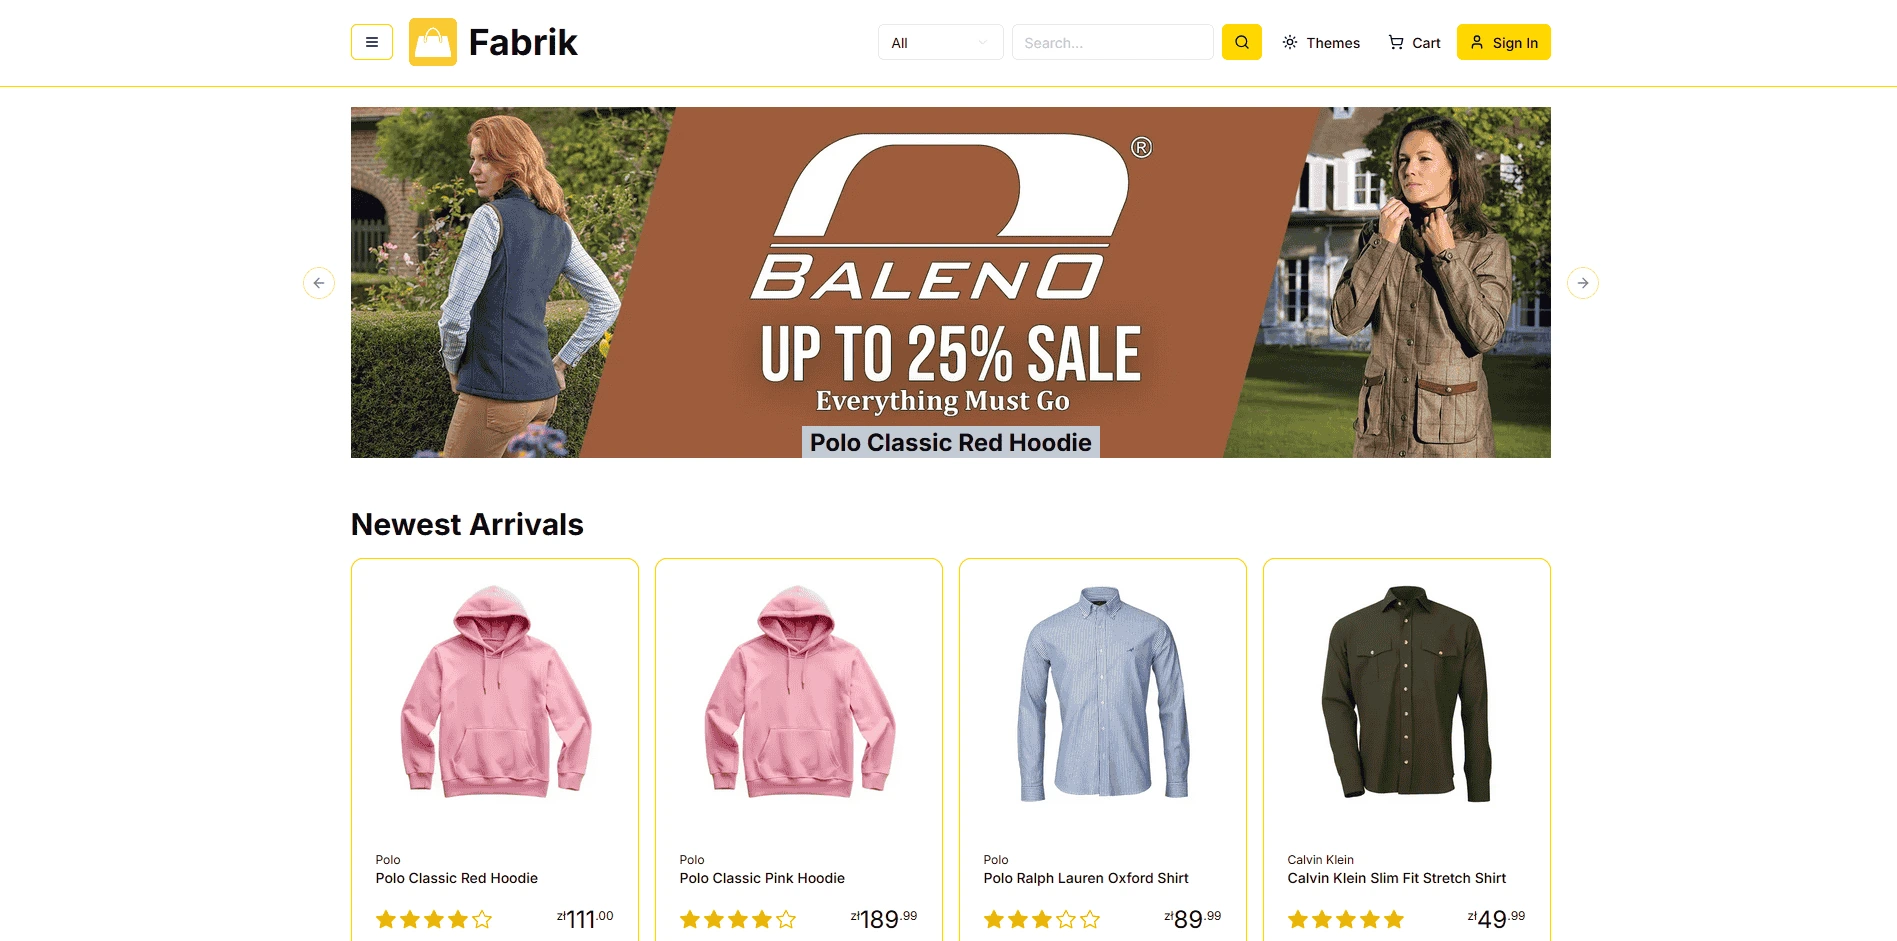 Fabrik
All
Search...
Themes
Cart
Sign In
®
BALENO
UP TO 25% SALE
Everything Must Go
Polo Classic Red Hoodie
Newest Arrivals
Polo
Polo Classic Red Hoodie
zł111.00
Polo
Polo Classic Pink Hoodie
zł189.99
Polo
Polo Ralph Lauren Oxford Shirt
zł89.99
Calvin Klein
Calvin Klein Slim Fit Stretch Shirt
zł49.99